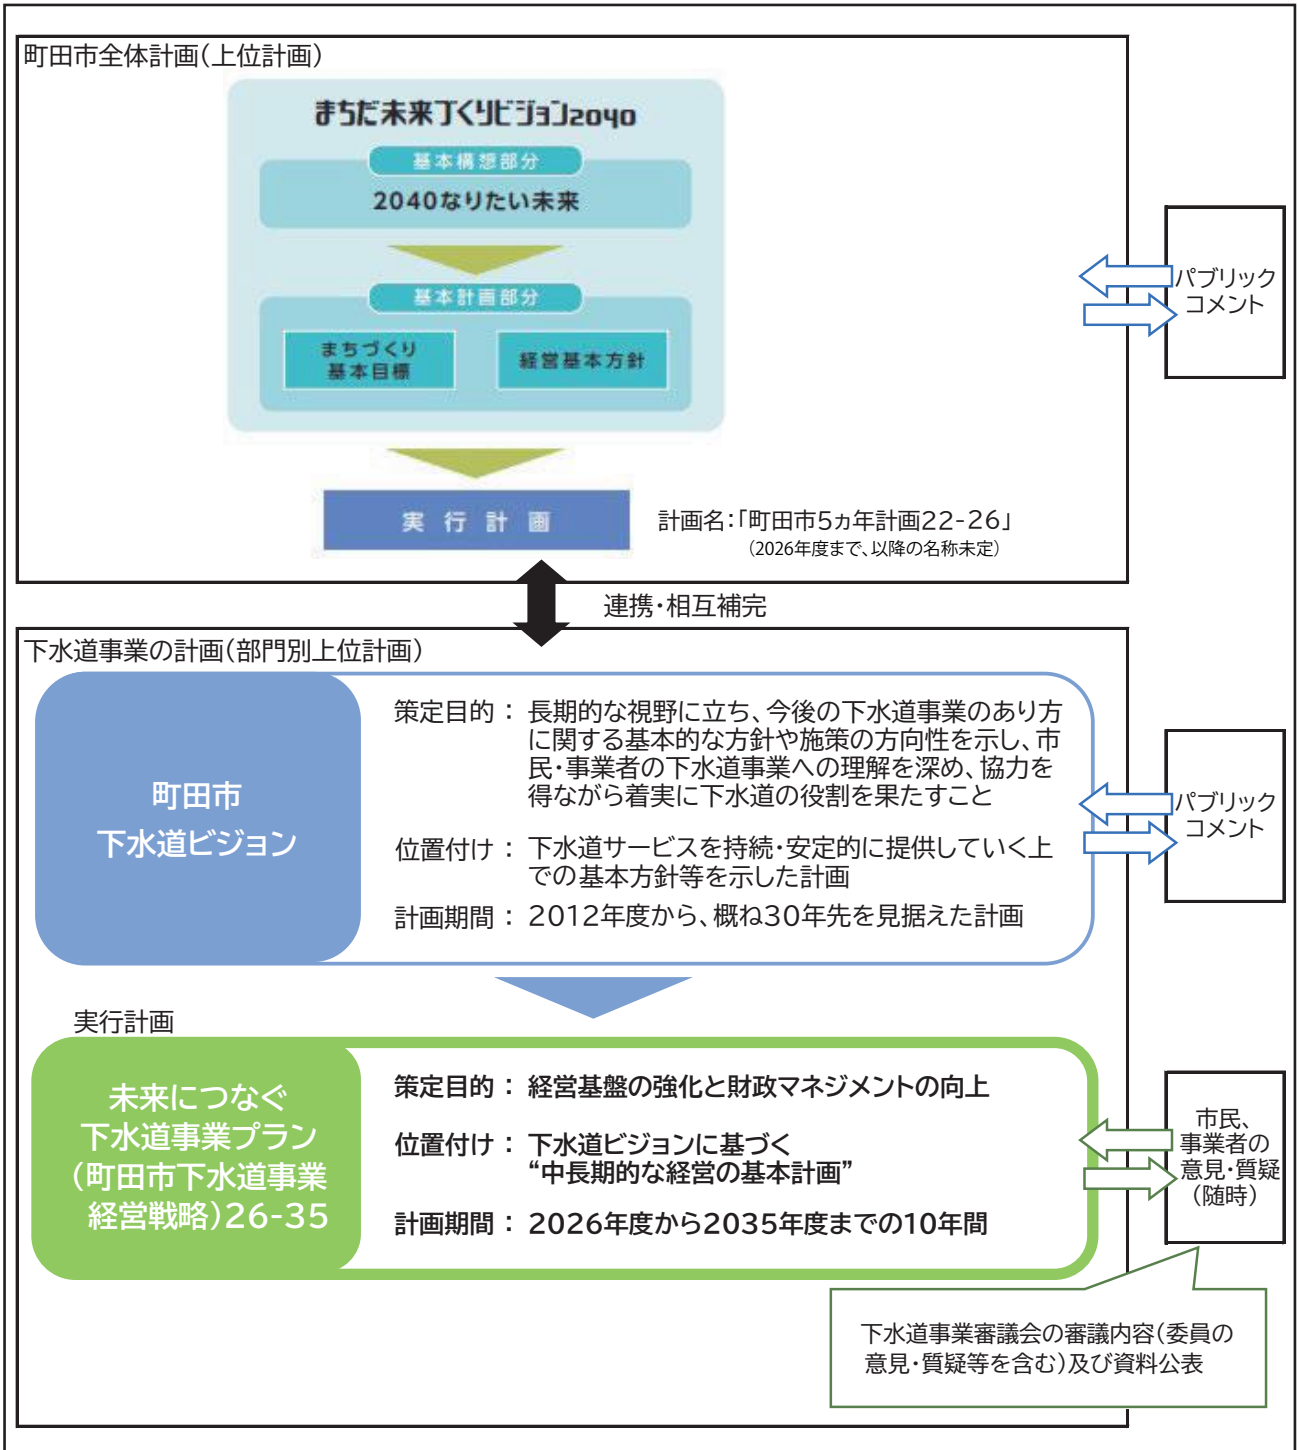 町田市全体計画(上位計画)
まちだ未来づくりビジョン2040
基本構想部分
2040なりたい未来
基本計画部分
まちづくり
基本目標
経営基本方針
実行計画
計画名:「町田市5ヵ年計画22-26」
(2026年度まで、以降の名称未定)
パブリック
コメント
連携・相互補完
下水道事業の計画(部門別上位計画)
町田市
下水道ビジョン
策定目的：長期的な視野に立ち、今後の下水道事業のあり方
に関する基本的な方針や施策の方向性を示し、市
民・事業者の下水道事業への理解を深め、協力を
得ながら着実に下水道の役割を果たすこと
位置付け：下水道サービスを持続・安定的に提供していく上
での基本方針等を示した計画
計画期間：2012年度から、概ね30年先を見据えた計画
パブリック
コメント
実行計画
未来につなぐ
下水道事業プラン
(町田市下水道事業
経営戦略)26-35
策定目的：経営基盤の強化と財政マネジメントの向上
位置付け：下水道ビジョンに基づく
“中長期的な経営の基本計画”
計画期間：2026年度から2035年度までの10年間
市民、
事業者の
意見・質疑
(随時)
下水道事業審議会の審議内容(委員の
意見・質疑等を含む)及び資料公表